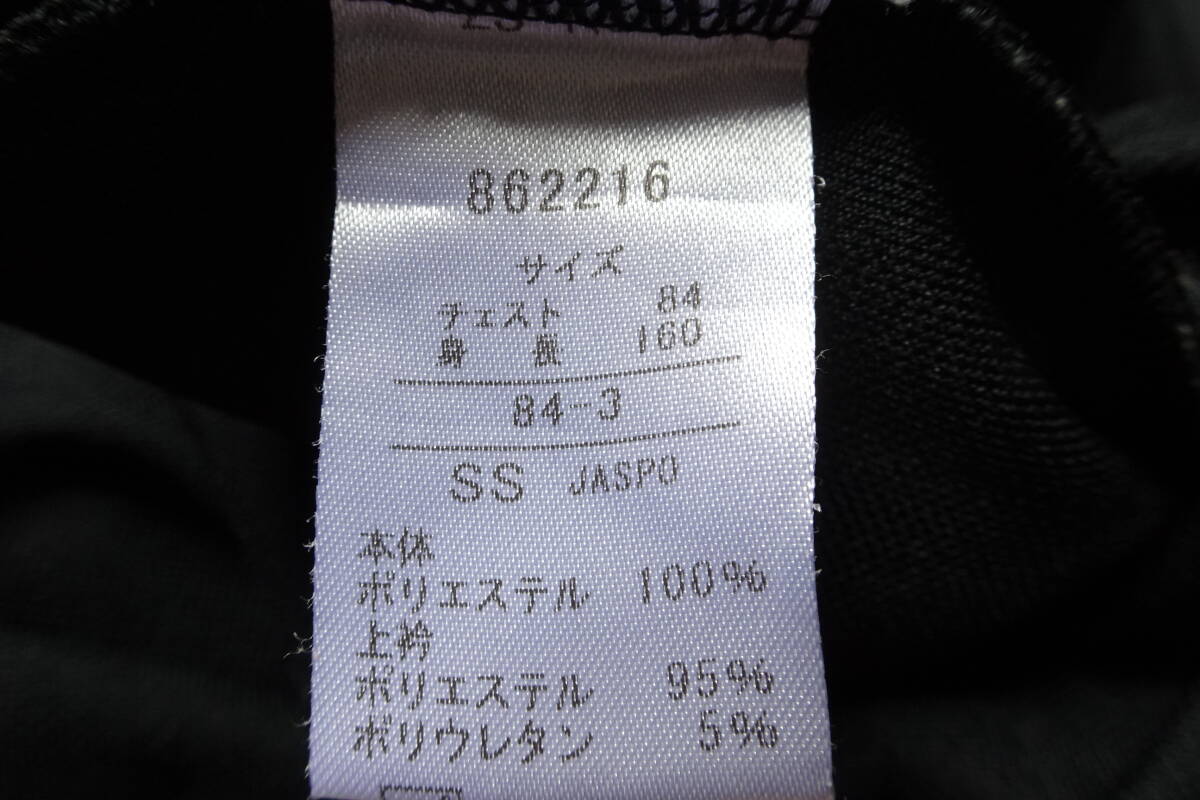 862216
サイズ
チェスト 84
身 長 160
84-3
SS JASPO
本体
ポリエステル 100%
上衿
ポリエステル 95%
ポリウレタン 5%